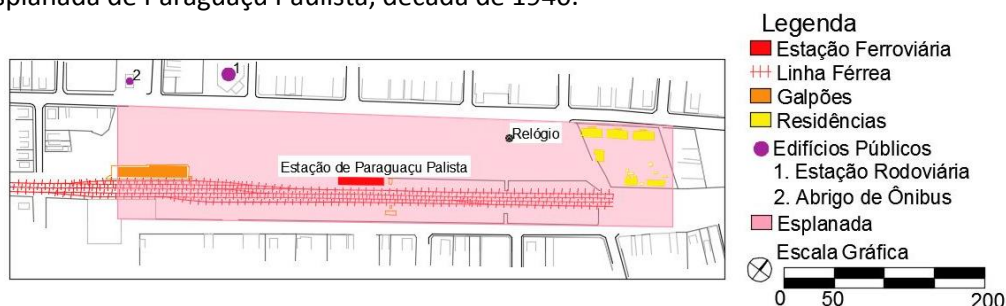 splanada de Paraguaçu Paulista, década de 1940.
Legenda
Estação Ferroviária
Linha Férrea
Galpões
Residências
Edifícios Públicos
1. Estação Rodoviária
2. Abrigo de Ônibus
Esplanada
Escala Gráfica
0 50 200
2
1
Relógio
Estação de Paraguaçu Palista